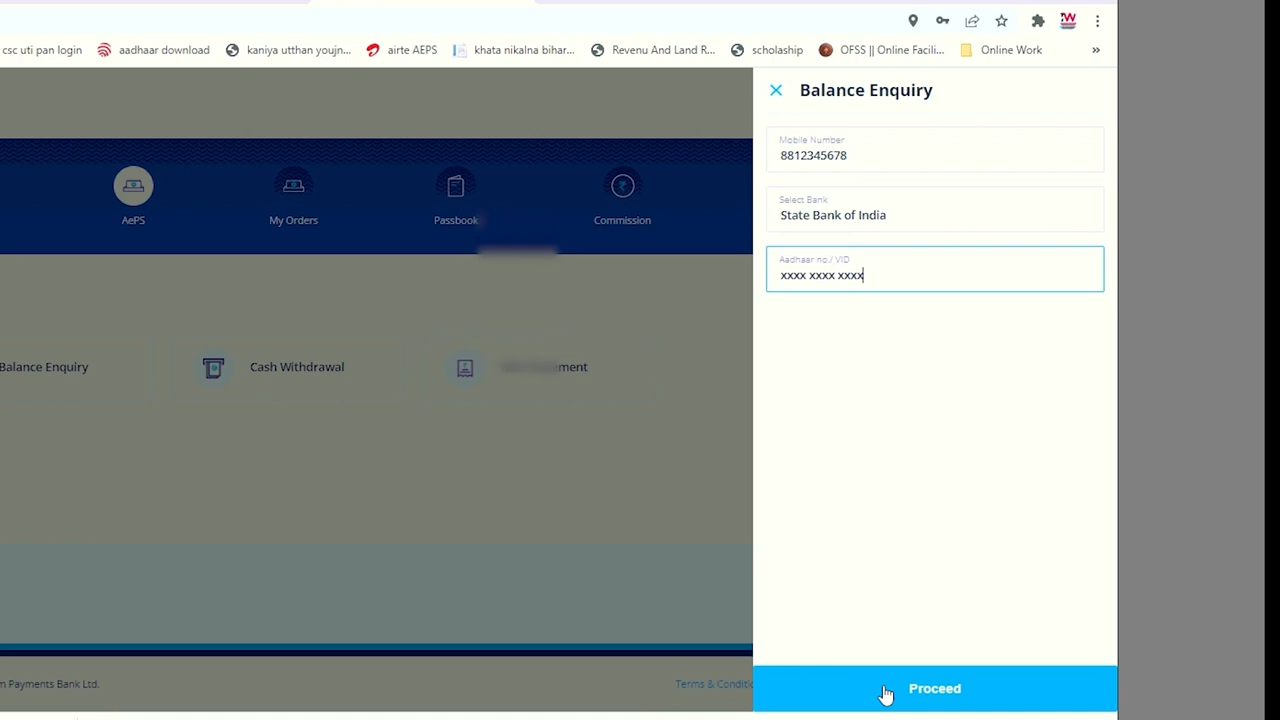 csc uti pan login aadhaar download kaniya utthan youjn... airte AEPS khata nikalna bihar... Revenu And Land R... scholaship OFSS || Online Facili... Online Work »
Balance Enquiry
Mobile Number
8812345678
Select Bank
State Bank of India
Aadhaar no./ VID
xxxx xxxx xxxx
AePS My Orders Passbook Commission
Balance Enquiry Cash Withdrawal ment
m Payments Bank Ltd. Terms & Conditio
Proceed